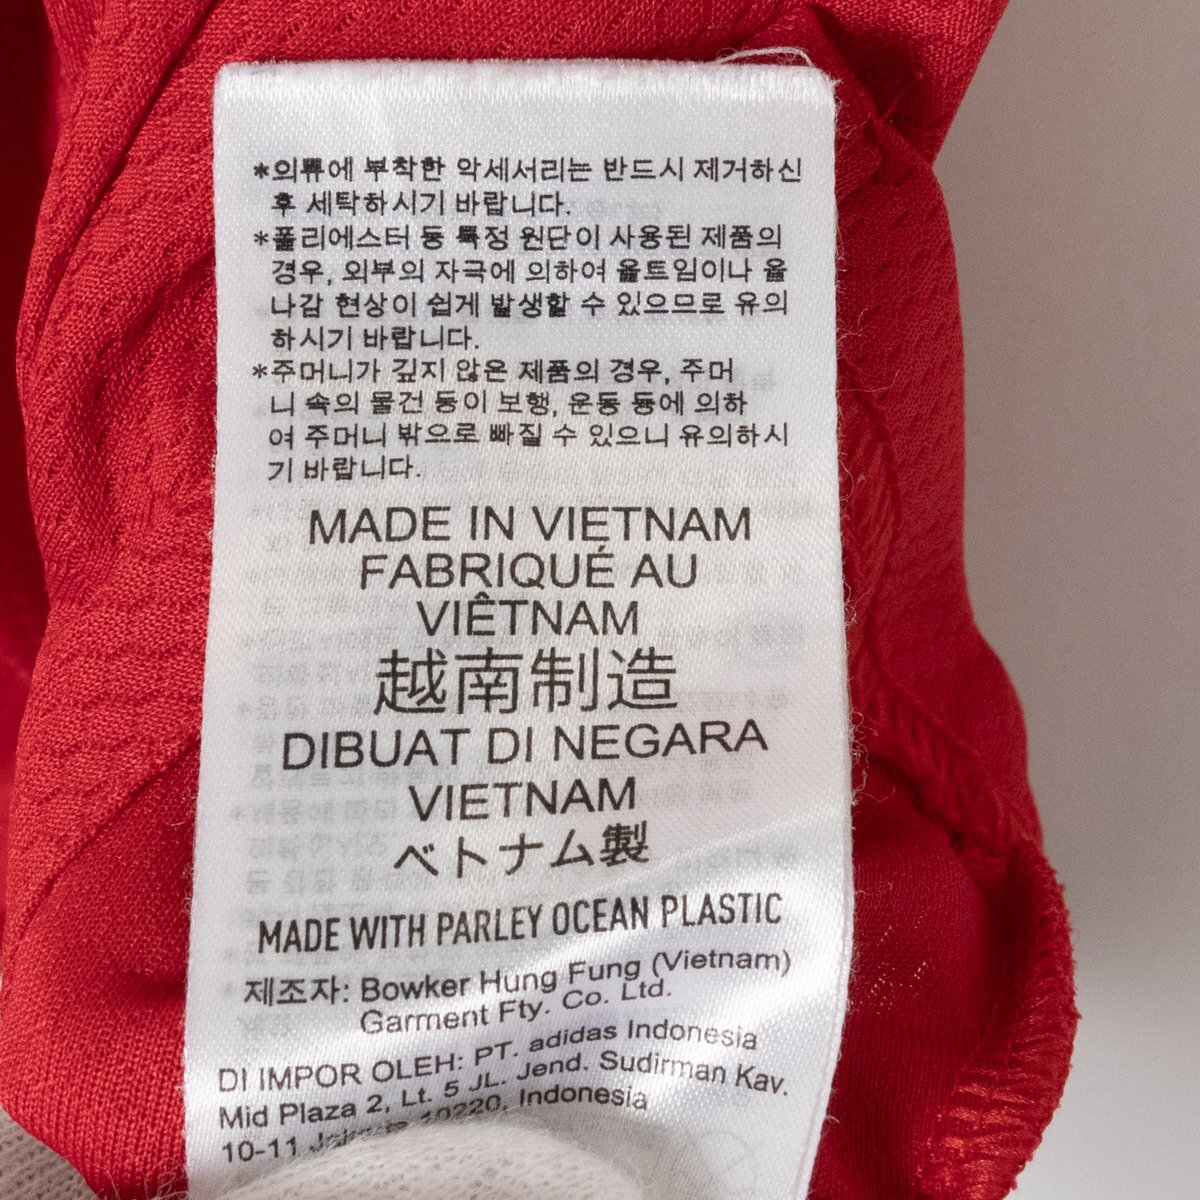 *의류에 부착한 악세서리는 반드시 제거하신
후 세탁하시기 바랍니다.
*폴리에스터 등 특정 원단이 사용된 제품의
경우, 외부의 자극에 의하여 올트임이나 올
나감 현상이 쉽게 발생할 수 있으므로 유의
하시기 바랍니다.
*주머니가 깊지 않은 제품의 경우, 주머
니 속의 물건 등이 보행, 운동 등에 의하
여 주머니 밖으로 빠질 수 있으니 유의하시
기 바랍니다.
MADE IN VIETNAM
FABRIQUÉ AU
VIÊTNAM
越南制造
DIBUAT DI NEGARA
VIETNAM
ベトナム製
MADE WITH PARLEY OCEAN PLASTIC
제조자: Bowker Hung Fung (Vietnam)
Garment Fty. Co. Ltd.
DI IMPOR OLEH: PT. adidas Indonesia
Mid Plaza 2, Lt. 5 JL. Jend. Sudirman Kav.
10-11 Jakarta 10220, Indonesia